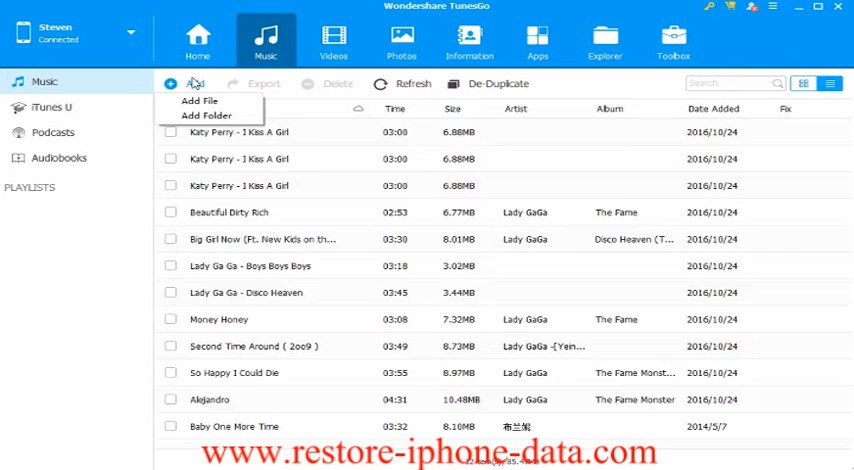 Wondershare TunesGo
Steven
Connected
Home
Music
Videos
Photos
Information
Apps
Explorer
Toolbox
Music
iTunes U
Podcasts
Audiobooks
PLAYLISTS
Export Delete Refresh De-Duplicate Search...
Add File
Add Folder
Time Size Artist Album Date Added Fix
Katy Perry - I Kiss A Girl 03:00 6.88MB 2016/10/24
Katy Perry - I Kiss A Girl 03:00 6.88MB 2016/10/24
Katy Perry - I Kiss A Girl 03:00 6.88MB 2016/10/24
Beautiful Dirty Rich 02:53 6.77MB Lady GaGa The Fame 2016/10/24
Big Girl Now (Ft. New Kids on th... 03:30 8.01MB Lady GaGa Disco Heaven (T... 2016/10/24
Lady Ga Ga - Boys Boys Boys 03:18 3.02MB 2016/10/24
Lady Ga Ga - Disco Heaven 03:45 3.44MB 2016/10/24
Money Honey 03:08 7.32MB Lady GaGa The Fame 2016/10/24
Second Time Around ( 2oo9 ) 03:49 8.73MB Lady GaGa Lady GaGa -[Yein... 2016/10/24
So Happy I Could Die 03:55 8.97MB Lady GaGa The Fame Monst... 2016/10/24
Alejandro 04:31 10.48MB Lady GaGa The Fame Monster 2016/10/24
Baby One More Time 03:32 8.10MB 布兰妮 2014/5/7
www.restore-iphone-data.com